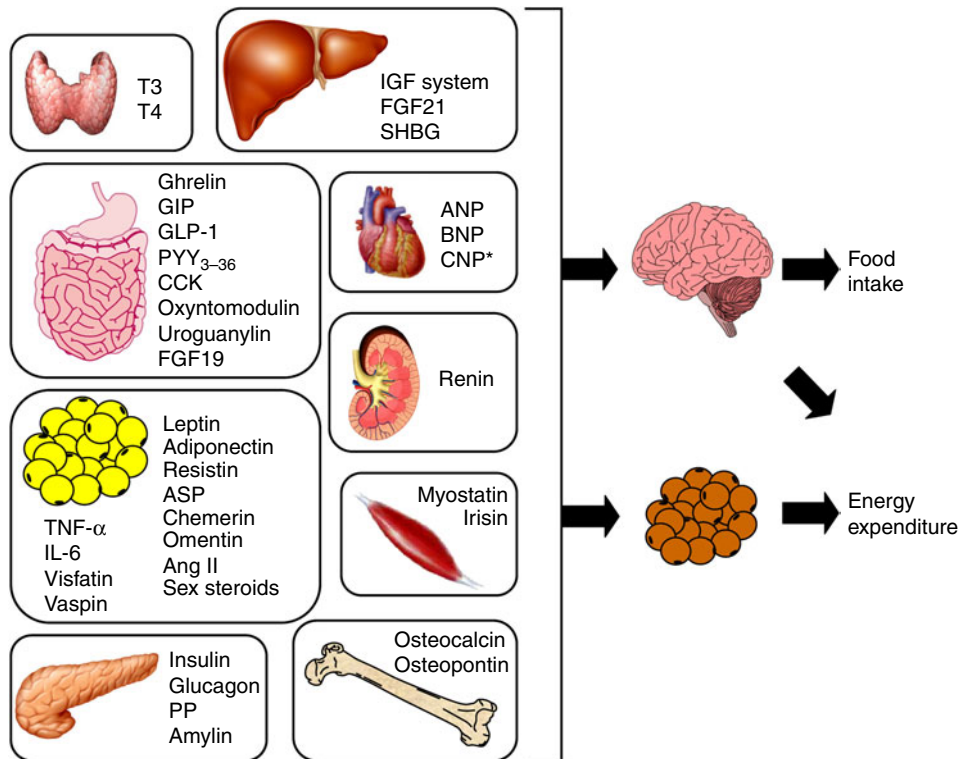 T3
T4
IGF system
FGF21
SHBG
Ghrelin
GIP
GLP-1
PYY3–36
CCK
Oxyntomodulin
Uroguanylin
FGF19
ANP
BNP
CNP*
Renin
Leptin
Adiponectin
Resistin
ASP
Chemerin
Omentin
Ang II
Sex steroids
TNF-α
IL-6
Visfatin
Vaspin
Myostatin
Irisin
Insulin
Glucagon
PP
Amylin
Osteocalcin
Osteopontin
Food
intake
Energy
expenditure